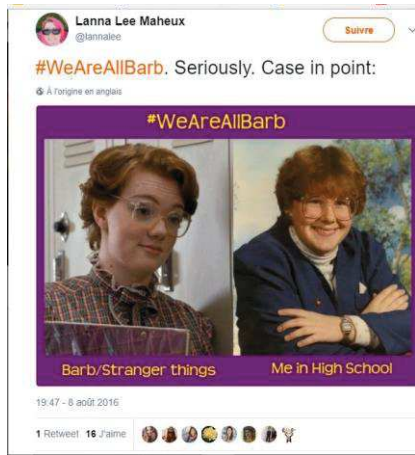 Lanna Lee Maheux
@lannalee
Suivre
#WeAreAllBarb. Seriously. Case in point:
À l'origine en anglais
#WeAreAllBarb
Barb/Stranger things
Me in High School
19:47 - 8 août 2016
1 Retweet 16 J'aime